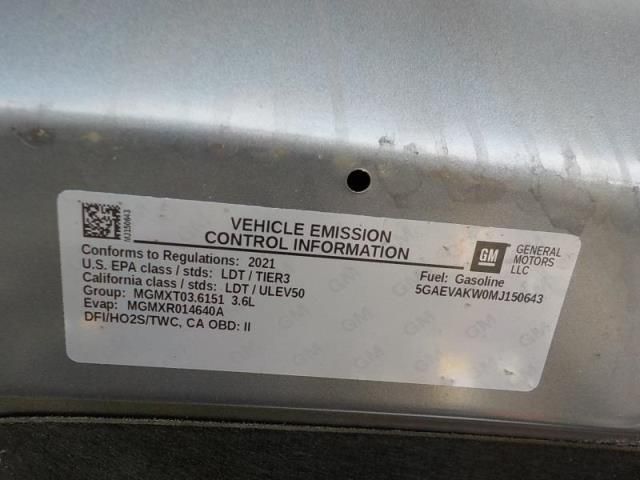 MJ150643
VEHICLE EMISSION
CONTROL INFORMATION
Conforms to Regulations: 2021
U.S. EPA class / stds: LDT / TIER3
California class / stds: LDT / ULEV50
Group: MGMXT03.6151 3.6L
Evap: MGMXR014640A
DFI/HO2S/TWC, CA OBD: II
GM
GENERAL
MOTORS
LLC
Fuel: Gasoline
5GAEVAKW0MJ150643